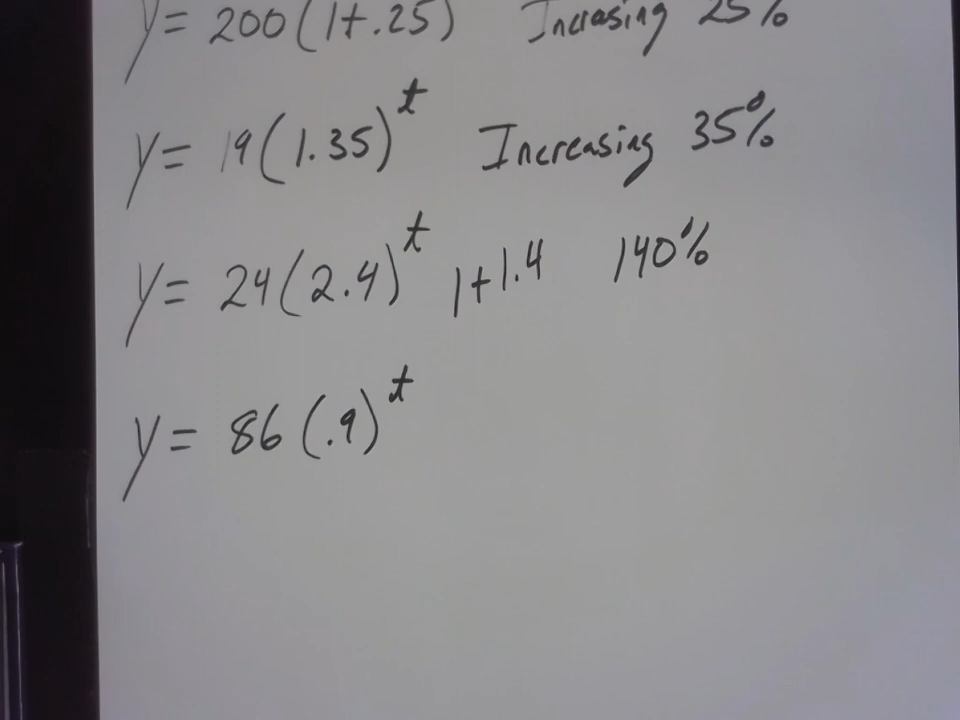 y = 200(1+.25) Increasing 25%
y = 19(1.35)^t Increasing 35%
y = 24(2.4)^t 1+1.4 140%
y = 86(.9)^t